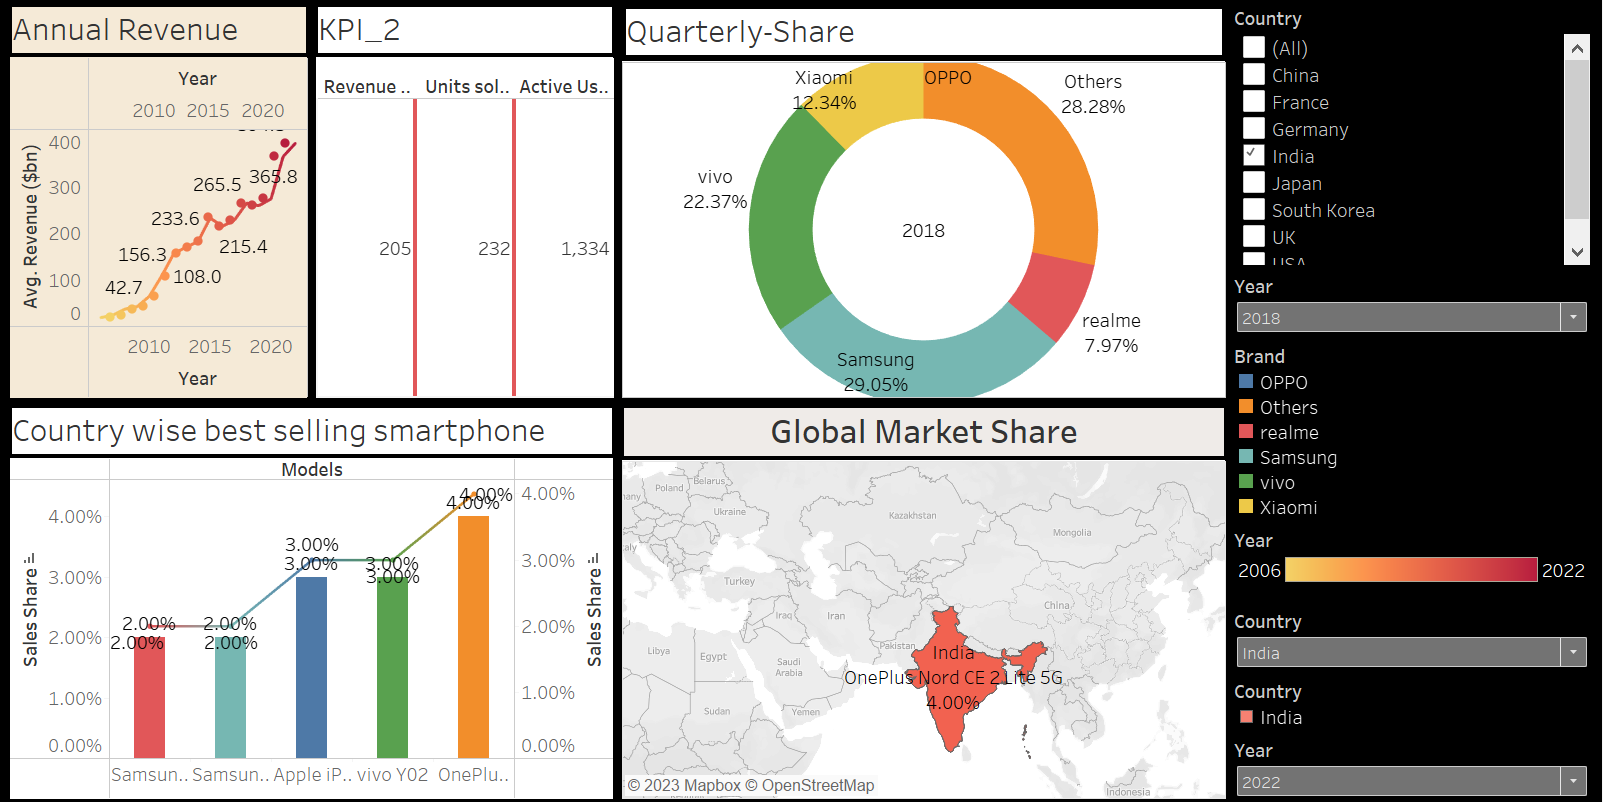 Annual Revenue
Year
2010 2015 2020
Avg. Revenue ($bn)
400
300
200
100
0
365.8
265.5
233.6
215.4
156.3
108.0
42.7
2010 2015 2020
Year
KPI_2
Revenue .. Units sol.. Active Us..
205 232 1,334
Quarterly-Share
Xiaomi
12.34%
OPPO
Others
28.28%
vivo
22.37%
2018
realme
7.97%
Samsung
29.05%
Country wise best selling smartphone
Models
Sales Share
4.00%
3.00%
2.00%
1.00%
0.00%
2.00%
2.00%
2.00%
2.00%
3.00%
3.00%
3.00%
3.00%
4.00%
4.00%
4.00%
3.00%
2.00%
1.00%
0.00%
Sales Share
Samsun.. Samsun.. Apple iP.. vivo Y02 OnePlu..
Global Market Share
Poland
Belarus
Ukraine
Kazakhstan
Mongolia
Turkey
China
Iraq
Iran
Pakistan
Libya
Egypt
Saudi
Arabia
Sudan
Yemen
Indonesia
India
OnePlus Nord CE 2 Lite 5G
4.00%
© 2023 Mapbox © OpenStreetMap
Country
(All)
China
France
Germany
India
Japan
South Korea
UK
USA
Year
2018
Brand
OPPO
Others
realme
Samsung
vivo
Xiaomi
Year
2006 2022
Country
India
Country
India
Year
2022